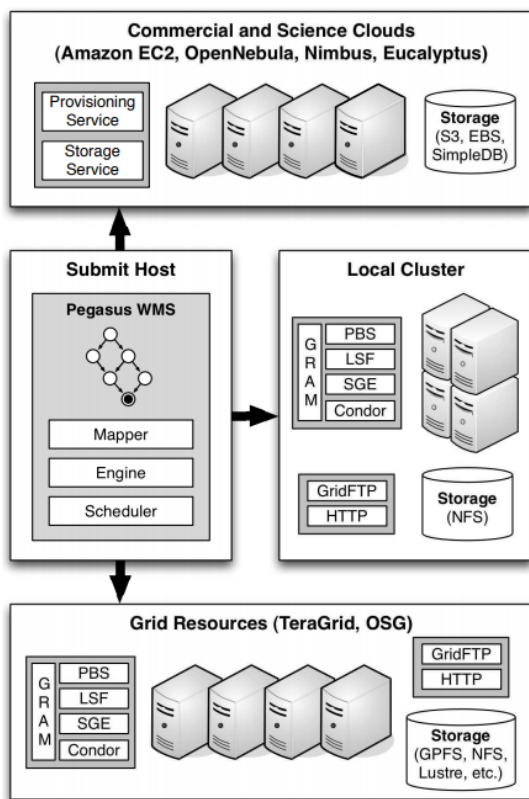 Commercial and Science Clouds
(Amazon EC2, OpenNebula, Nimbus, Eucalyptus)
Provisioning
Service
Storage
Service
Storage
(S3, EBS,
SimpleDB)
Submit Host
Pegasus WMS
Mapper
Engine
Scheduler
Local Cluster
GRAM
PBS
LSF
SGE
Condor
GridFTP
HTTP
Storage
(NFS)
Grid Resources (TeraGrid, OSG)
GRAM
PBS
LSF
SGE
Condor
GridFTP
HTTP
Storage
(GPFS, NFS,
Lustre, etc.)